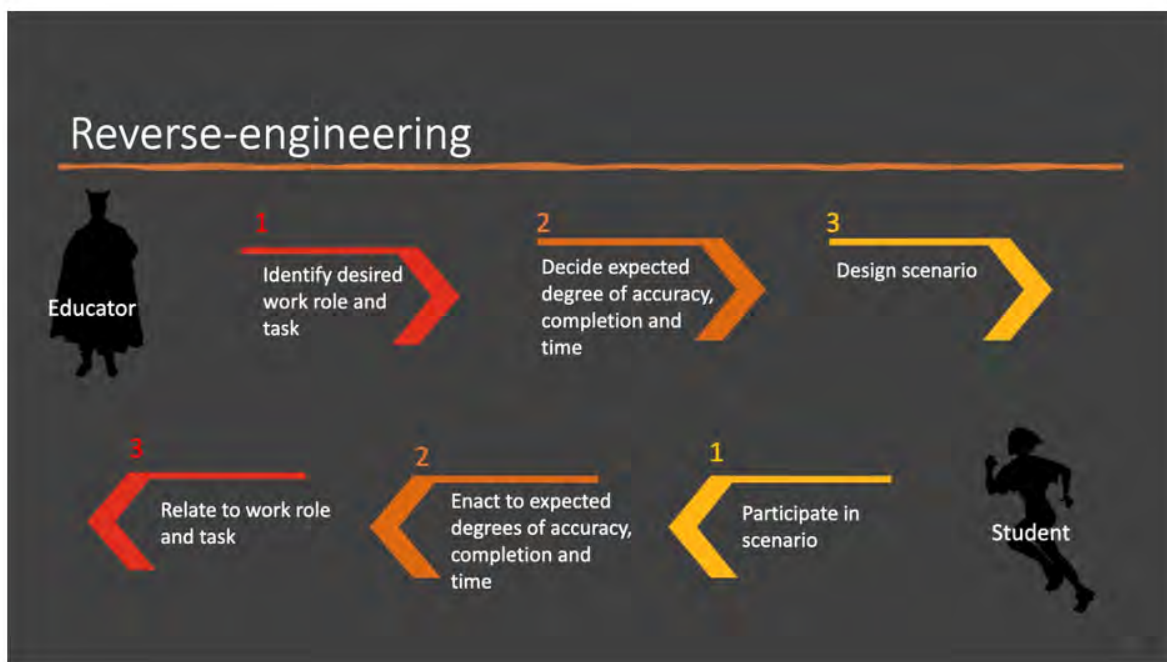 Reverse-engineering
Educator
1
Identify desired
work role and
task
2
Decide expected
degree of accuracy,
completion and
time
3
Design scenario
3
Relate to work role
and task
2
Enact to expected
degrees of accuracy,
completion and
time
1
Participate in
scenario
Student